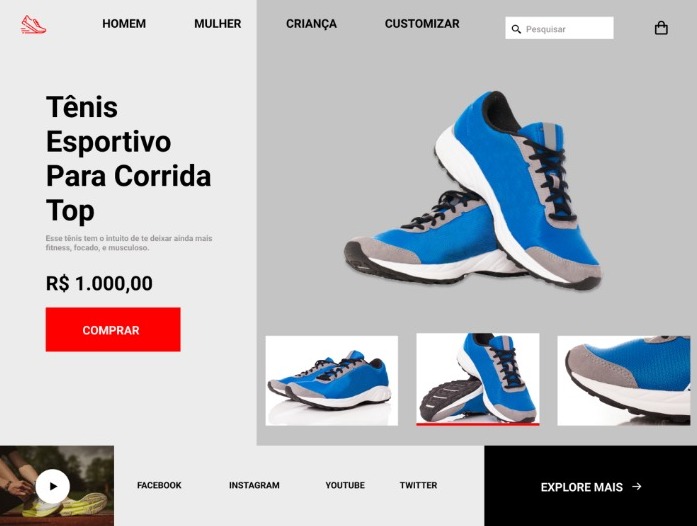 HOMEM
MULHER
CRIANÇA
CUSTOMIZAR
Pesquisar
Tênis
Esportivo
Para Corrida
Top
Esse tênis tem o intuito de te deixar ainda mais
fitness, focado, e musculoso.
R$ 1.000,00
COMPRAR
FACEBOOK
INSTAGRAM
YOUTUBE
TWITTER
EXPLORE MAIS